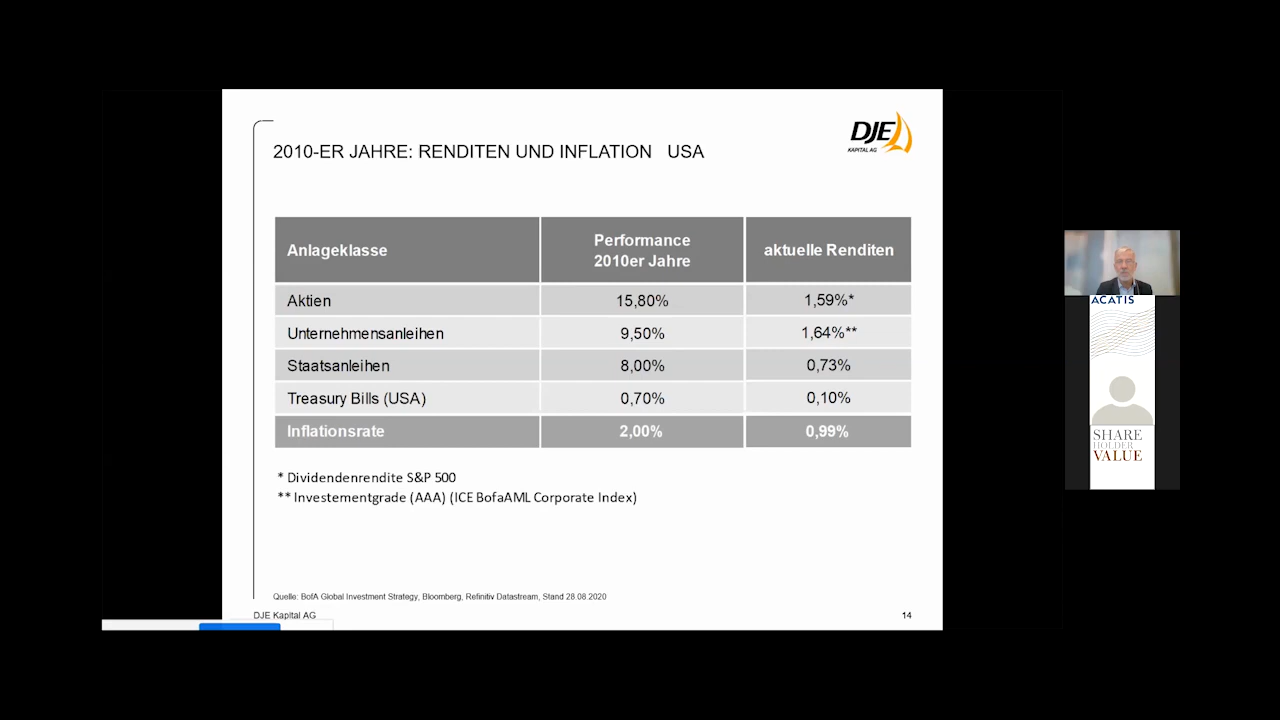 2010-ER JAHRE: RENDITEN UND INFLATION USA
DJE
KAPITAL AG
Anlageklasse
Performance
2010er Jahre
aktuelle Renditen
Aktien 15,80% 1,59%*
Unternehmensanleihen 9,50% 1,64%**
Staatsanleihen 8,00% 0,73%
Treasury Bills (USA) 0,70% 0,10%
Inflationsrate 2,00% 0,99%
* Dividendenrendite S&P 500
** Investementgrade (AAA) (ICE BofaAML Corporate Index)
Quelle: BofA Global Investment Strategy, Bloomberg, Refinitiv Datastream, Stand 28.08.2020
DJE Kapital AG
14
ACATIS
SHARE
HOLDER
VALUE